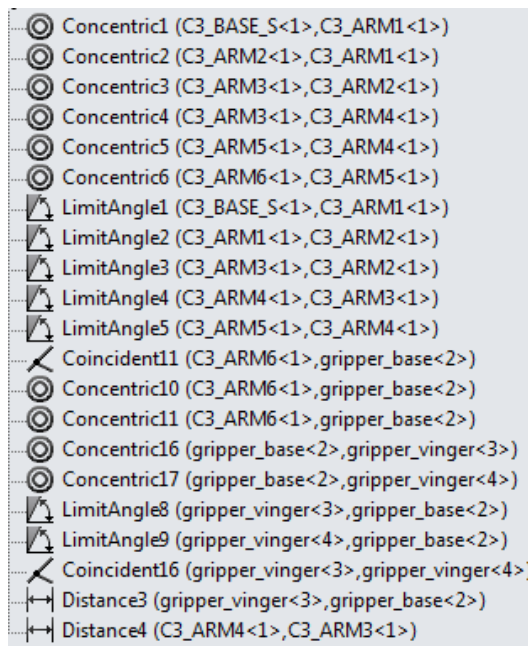 Concentric1 (C3_BASE_S<1>,C3_ARM1<1>)
Concentric2 (C3_ARM2<1>,C3_ARM1<1>)
Concentric3 (C3_ARM3<1>,C3_ARM2<1>)
Concentric4 (C3_ARM3<1>,C3_ARM4<1>)
Concentric5 (C3_ARM5<1>,C3_ARM4<1>)
Concentric6 (C3_ARM6<1>,C3_ARM5<1>)
LimitAngle1 (C3_BASE_S<1>,C3_ARM1<1>)
LimitAngle2 (C3_ARM1<1>,C3_ARM2<1>)
LimitAngle3 (C3_ARM3<1>,C3_ARM2<1>)
LimitAngle4 (C3_ARM4<1>,C3_ARM3<1>)
LimitAngle5 (C3_ARM5<1>,C3_ARM4<1>)
Coincident11 (C3_ARM6<1>,gripper_base<2>)
Concentric10 (C3_ARM6<1>,gripper_base<2>)
Concentric11 (C3_ARM6<1>,gripper_base<2>)
Concentric16 (gripper_base<2>,gripper_vinger<3>)
Concentric17 (gripper_base<2>,gripper_vinger<4>)
LimitAngle8 (gripper_vinger<3>,gripper_base<2>)
LimitAngle9 (gripper_vinger<4>,gripper_base<2>)
Coincident16 (gripper_vinger<3>,gripper_vinger<4>)
Distance3 (gripper_vinger<3>,gripper_base<2>)
Distance4 (C3_ARM4<1>,C3_ARM3<1>)